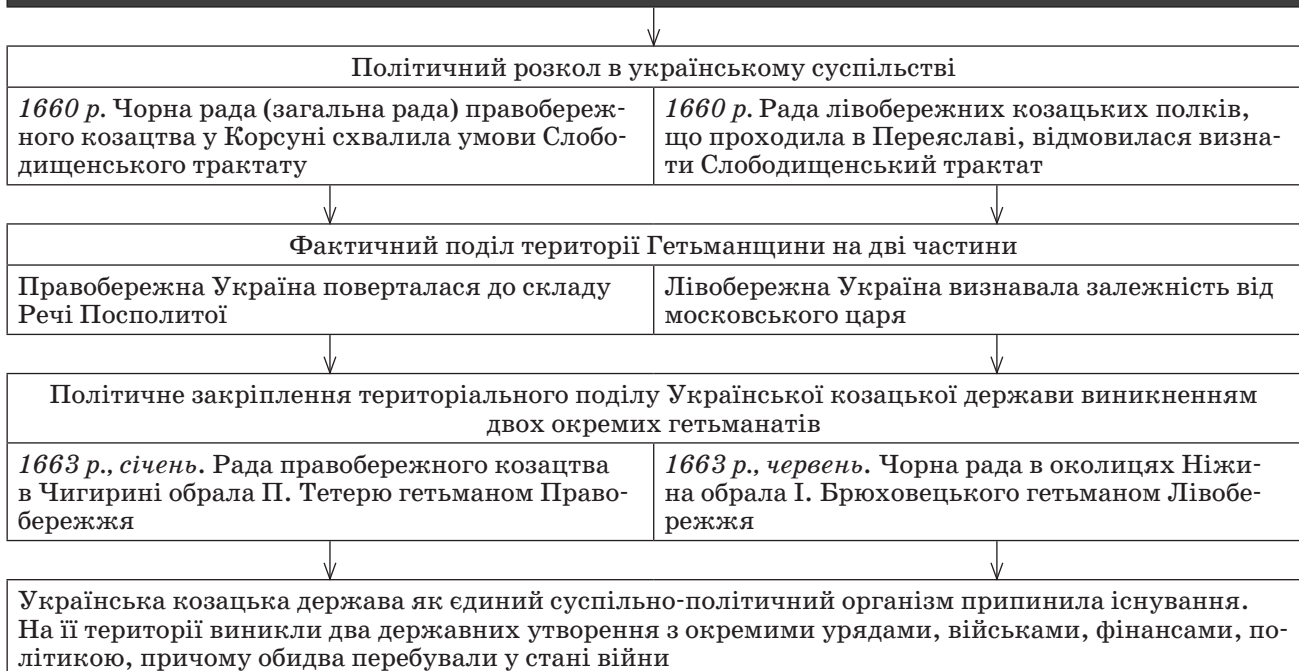 Політичний розкол в українському суспільстві
1660 р. Чорна рада (загальна рада) правобереж-
ного козацтва у Корсуні схвалила умови Слобо-
дищенського трактату
1660 р. Рада лівобережних козацьких полків,
що проходила в Переяславі, відмовилася визна-
ти Слободищенський трактат
Фактичний поділ території Гетьманщини на дві частини
Правобережна Україна поверталася до складу
Речі Посполитої
Лівобережна Україна визнавала залежність від
московського царя
Політичне закріплення територіального поділу Української козацької держави виникненням
двох окремих гетьманатів
1663 р., січень. Рада правобережного козацтва
в Чигирині обрала П. Тетерю гетьманом Право-
бережжя
1663 р., червень. Чорна рада в околицях Ніжи-
на обрала І. Брюховецького гетьманом Лівобе-
режжя
Українська козацька держава як єдиний суспільно-політичний організм припинила існування.
На її території виникли два державних утворення з окремими урядами, військами, фінансами, по-
літикою, причому обидва перебували у стані війни